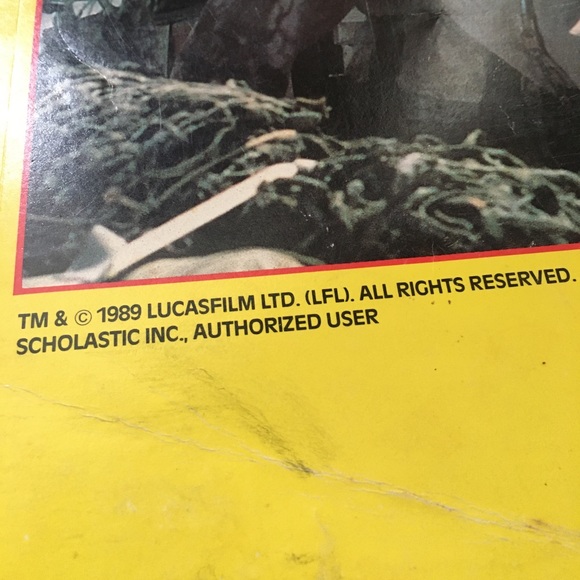 TM & © 1989 LUCASFILM LTD. (LFL). ALL RIGHTS RESERVED.
SCHOLASTIC INC., AUTHORIZED USER